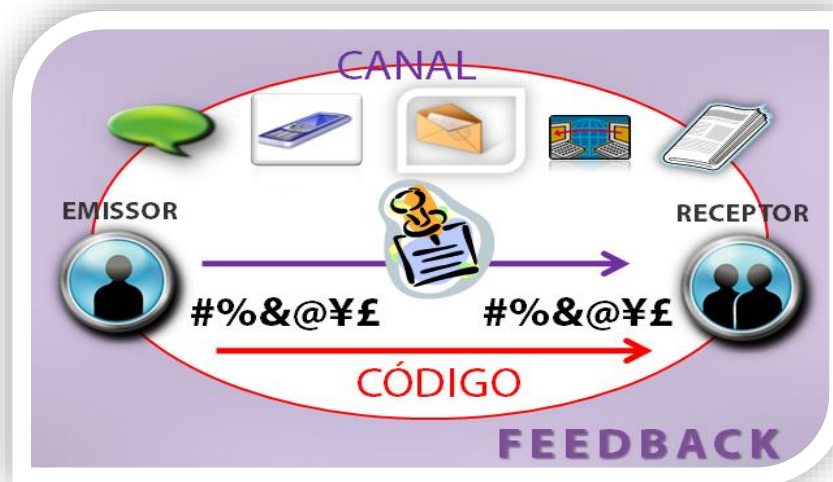 CANAL
EMISSOR
RECEPTOR
#%&@¥£ #%&@¥£
CÓDIGO
FEEDBACK